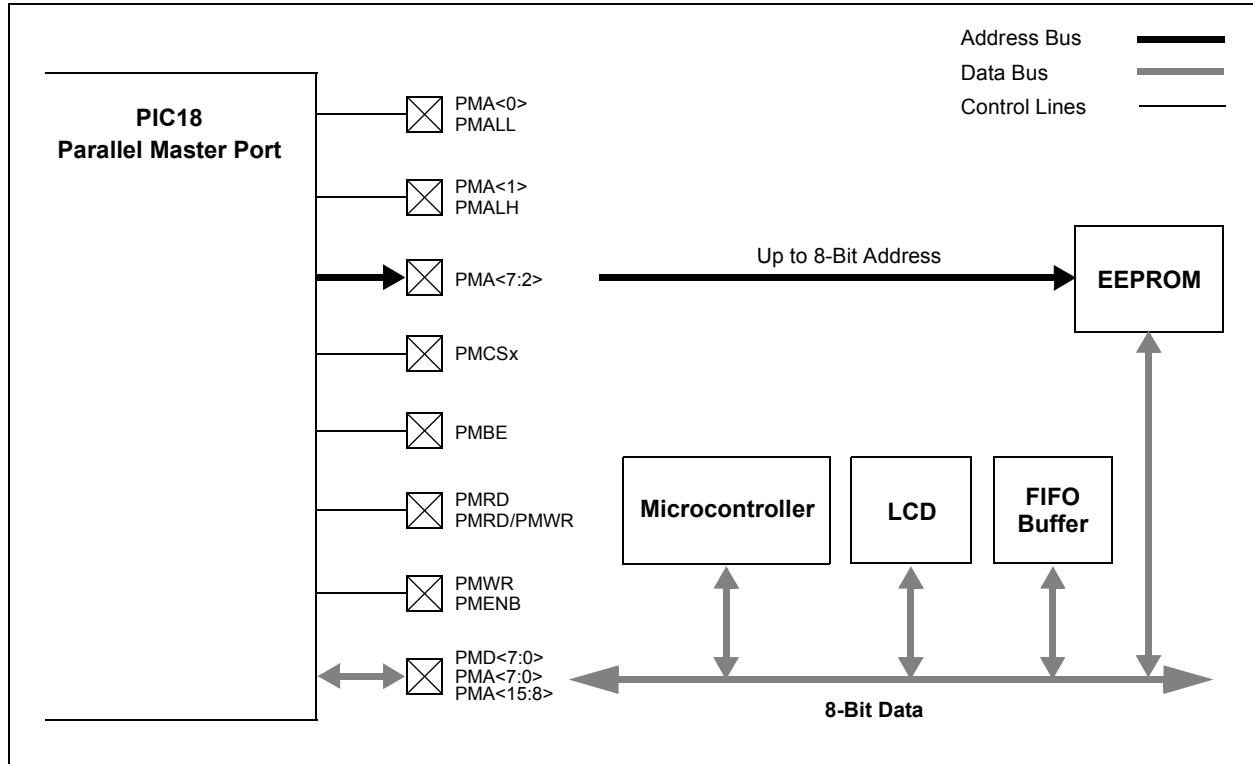 Address Bus
Data Bus
Control Lines
PIC18
Parallel Master Port
PMA<0>
PMALL
PMA<1>
PMALH
PMA<7:2>
Up to 8-Bit Address
EEPROM
PMCSx
PMBE
PMRD
PMRD/PMWR
Microcontroller
LCD
FIFO
Buffer
PMWR
PMENB
PMD<7:0>
PMA<7:0>
PMA<15:8>
8-Bit Data